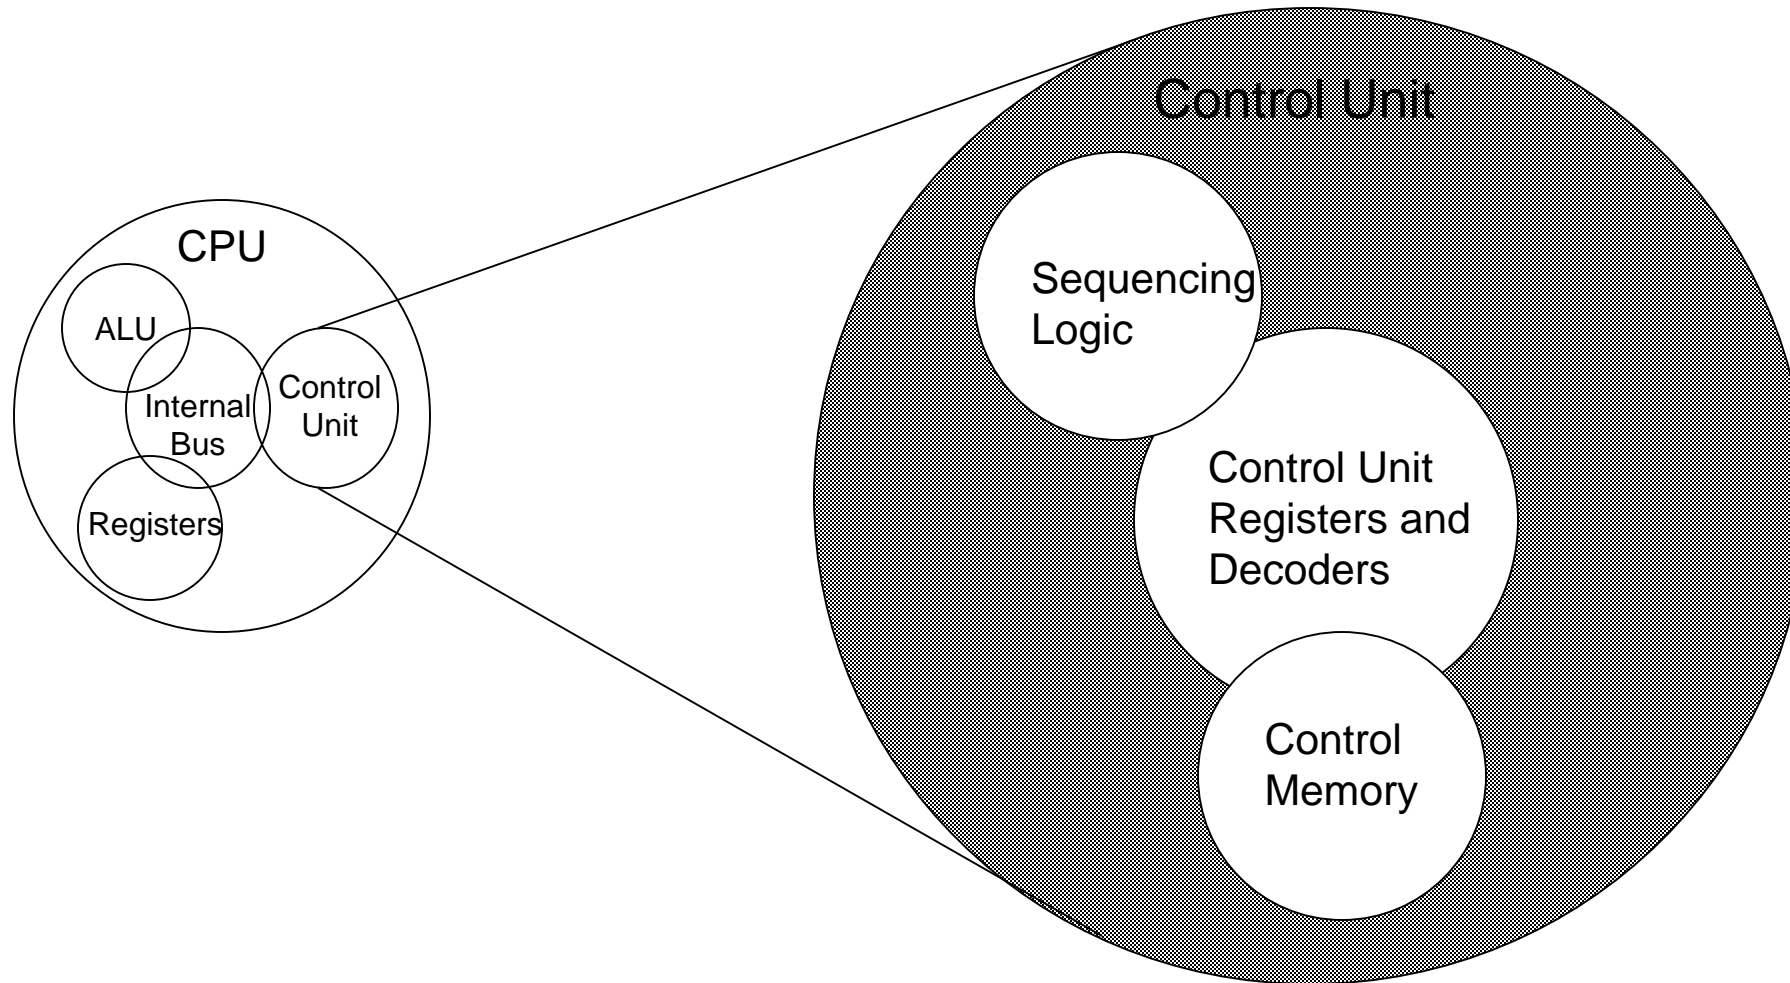 CPU
ALU
Internal
Bus
Control
Unit
Registers
Control Unit
Sequencing
Logic
Control Unit
Registers and
Decoders
Control
Memory